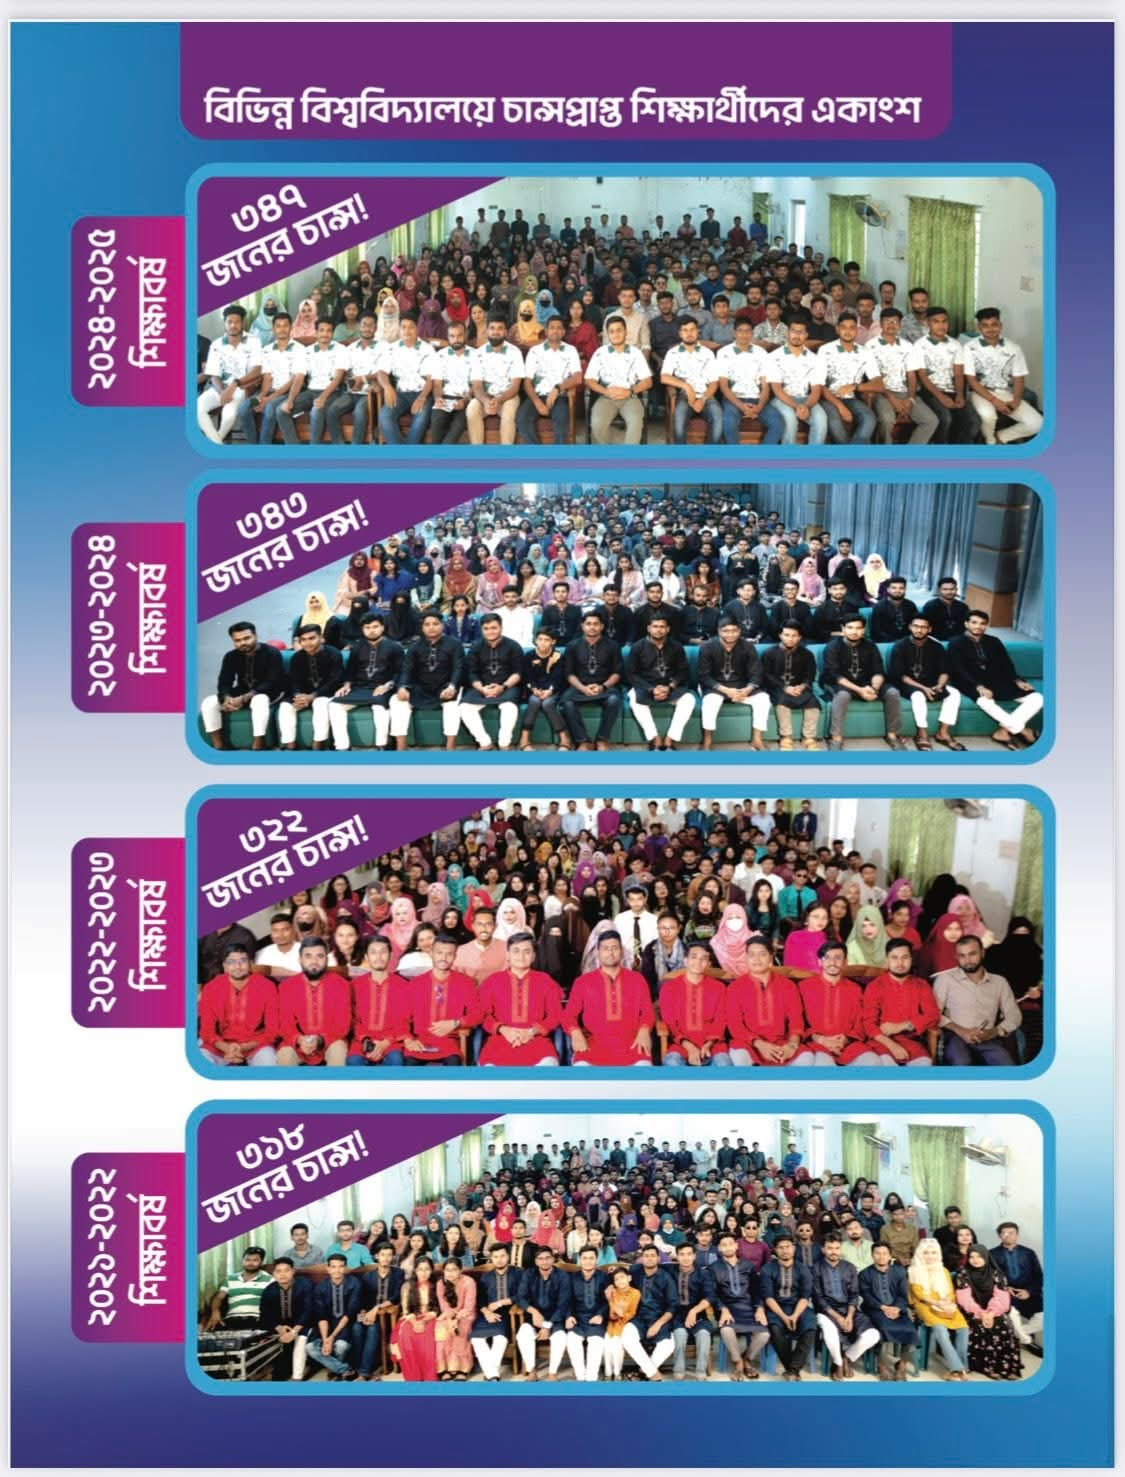 বিভিন্ন বিশ্ববিদ্যালয়ে চান্সপ্রাপ্ত শিক্ষার্থীদের একাংশ
২০২৪-২০২৫
শিক্ষাবর্ষ
৩৪৭
জনের চান্স!
২০২৩-২০২৪
শিক্ষাবর্ষ
৩৪৩
জনের চান্স!
২০২২-২০২৩
শিক্ষাবর্ষ
৩২২
জনের চান্স!
২০২১-২০২২
শিক্ষাবর্ষ
৩১৮
জনের চান্স!